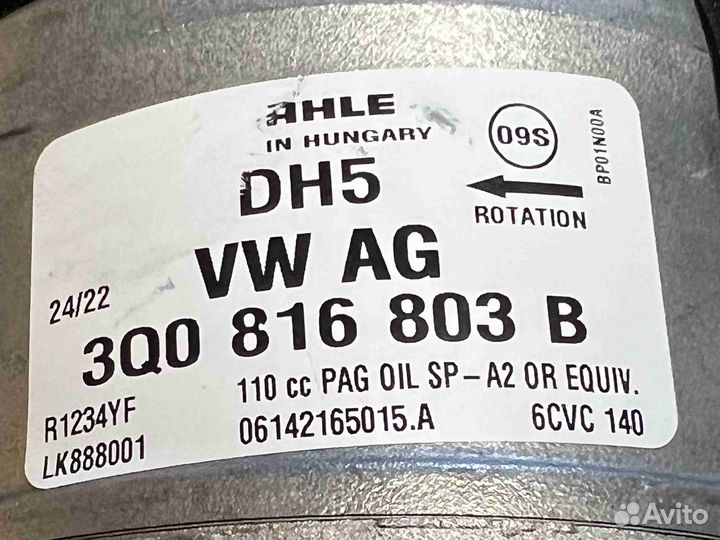 AHLE
IN HUNGARY
09S
BP01N00A
DH5
ROTATION
VW AG
24/22
3Q0 816 803 B
110 cc PAG OIL SP-A2 OR EQUIV.
R1234YF
06142165015.A
6CVC 140
LK888001
Avito